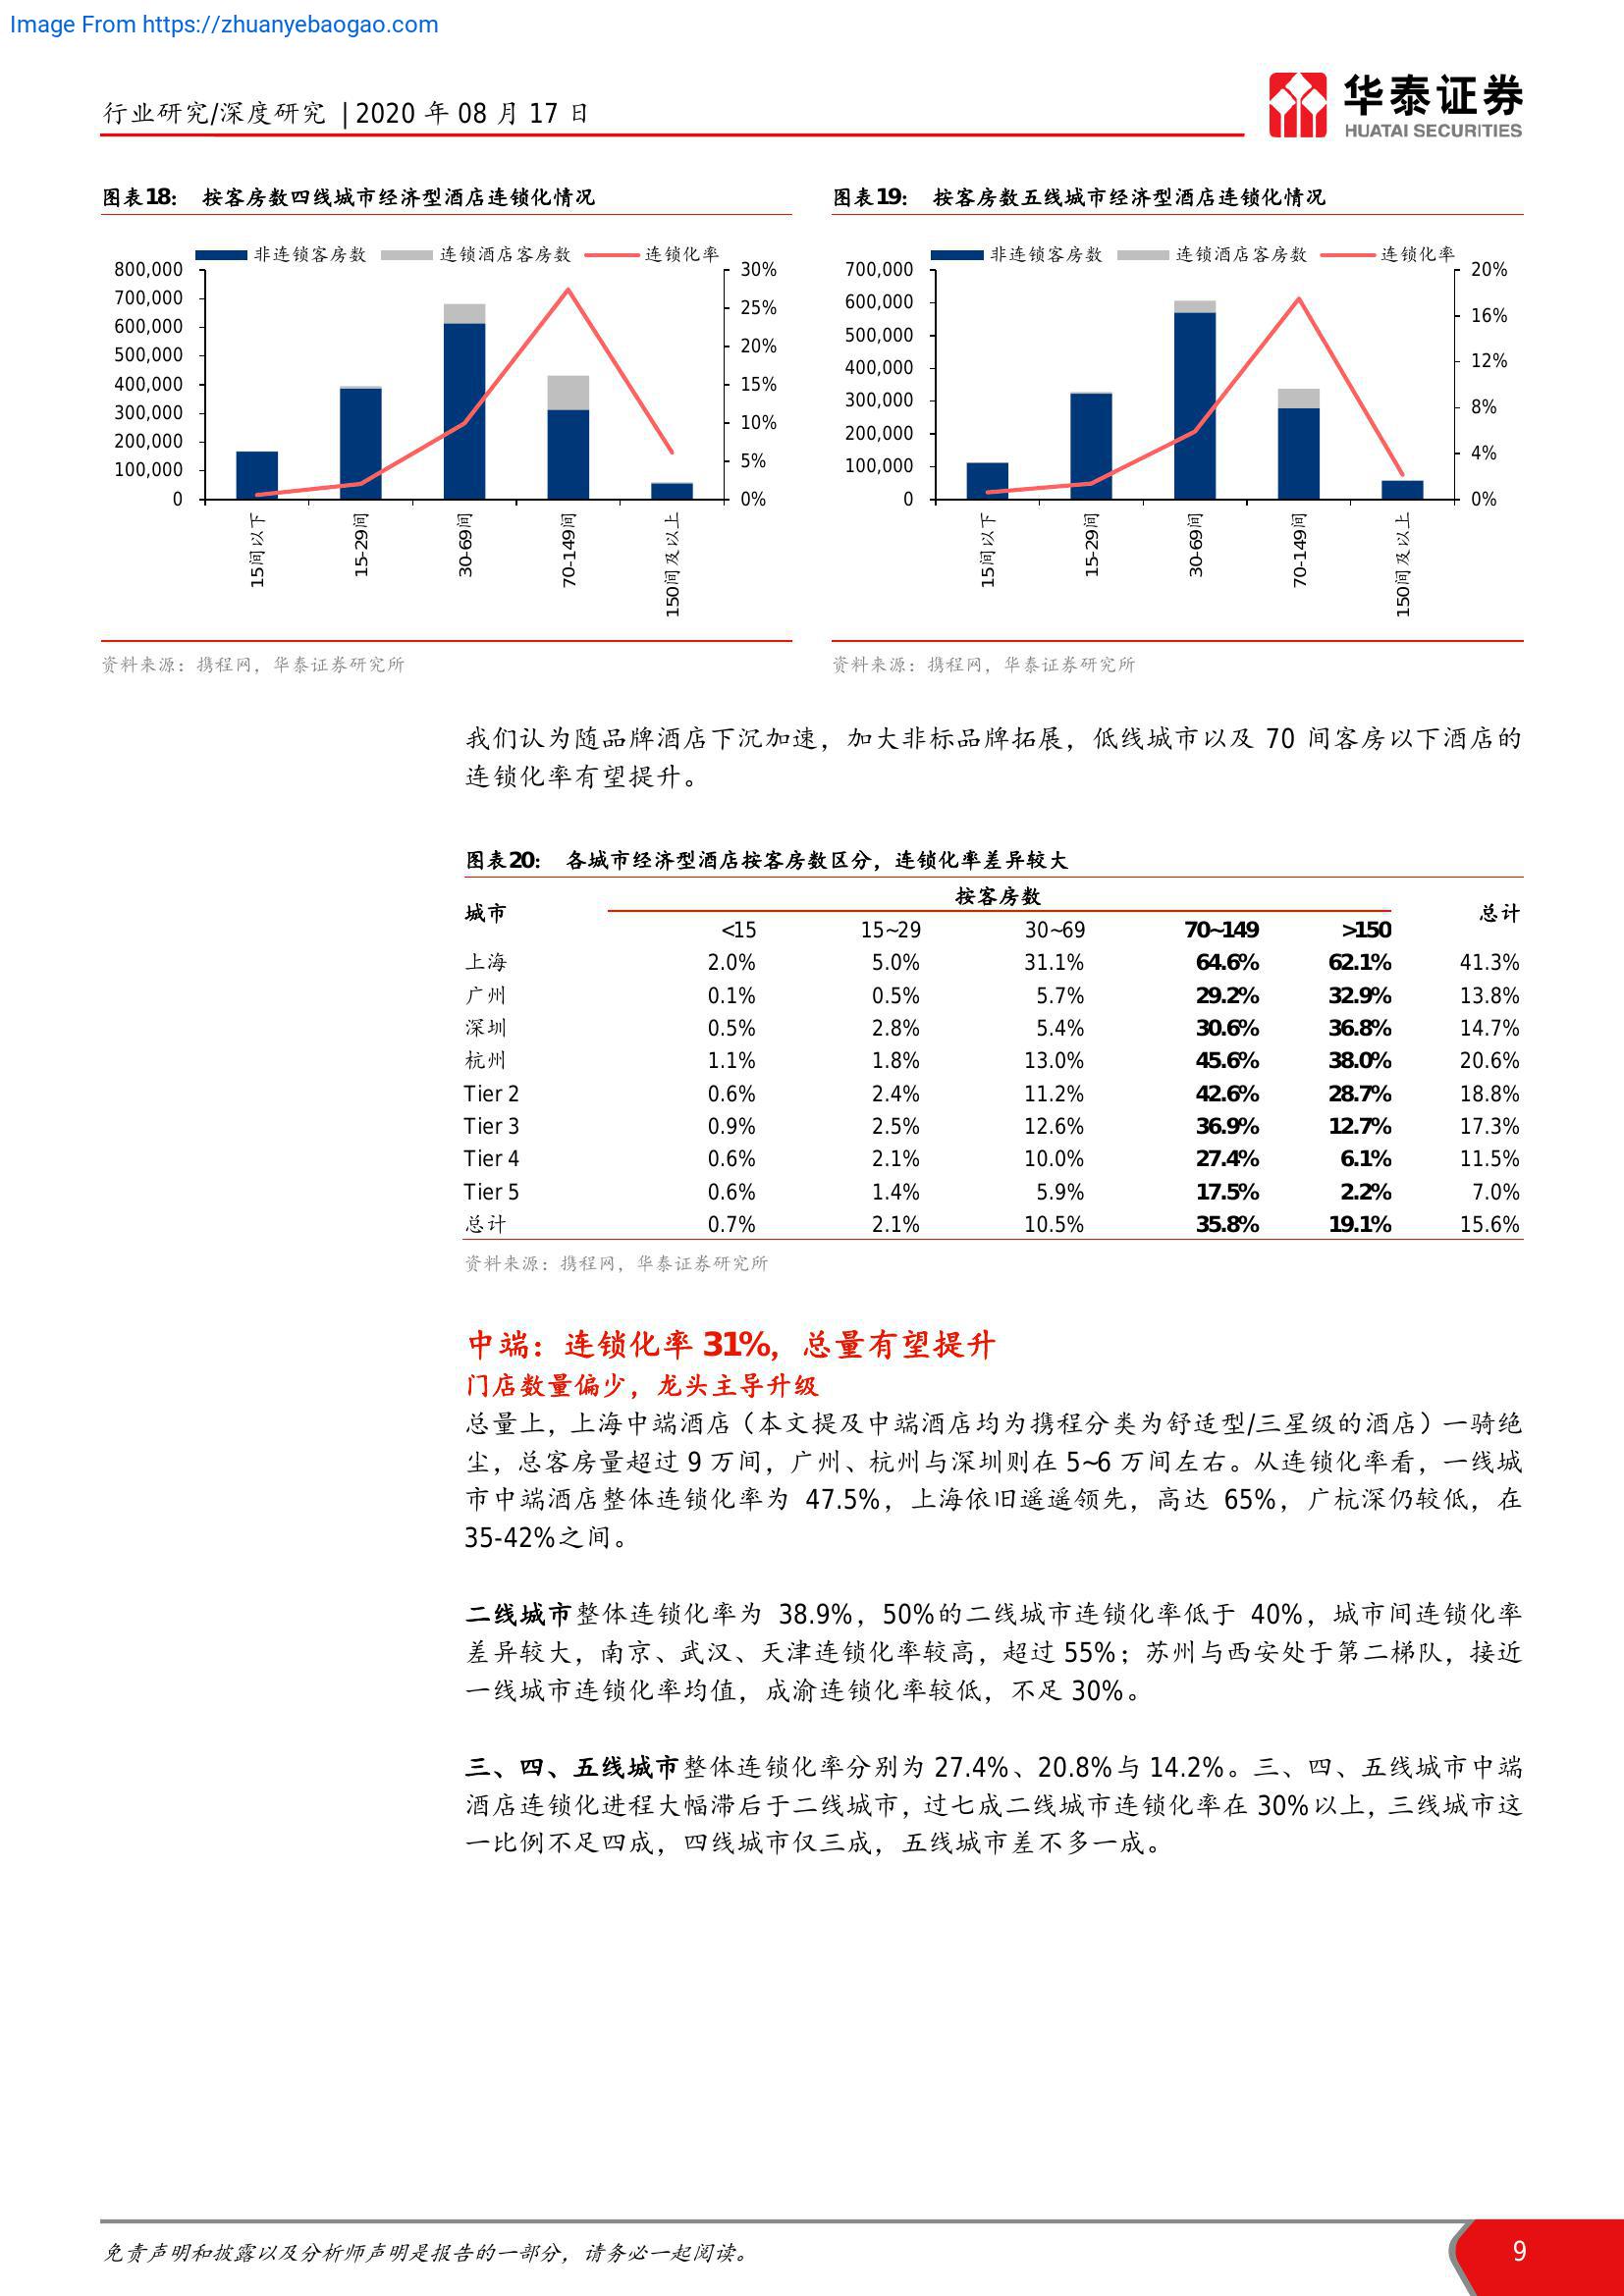 Image From https://zhuanyebaogao.com
行业研究/深度研究 | 2020 年 08 月 17 日
华泰证券
HUATAI SECURITIES
图表18： 按客房数四线城市经济型酒店连锁化情况
非连锁客房数 连锁酒店客房数 连锁化率
800,000 30%
700,000 25%
600,000
500,000 20%
400,000 15%
300,000 10%
200,000
100,000 5%
0 0%
15间以下 15-29间 30-69间 70-149间 150间及以上
资料来源：携程网，华泰证券研究所
图表19： 按客房数五线城市经济型酒店连锁化情况
非连锁客房数 连锁酒店客房数 连锁化率
700,000 20%
600,000 16%
500,000
400,000 12%
300,000 8%
200,000
100,000 4%
0 0%
15间以下 15-29间 30-69间 70-149间 150间及以上
资料来源：携程网，华泰证券研究所
我们认为随品牌酒店下沉加速，加大非标品牌拓展，低线城市以及 70 间客房以下酒店的
连锁化率有望提升。
图表20： 各城市经济型酒店按客房数区分，连锁化率差异较大
城市 按客房数 总计
<15 15~29 30~69 70~149 >150
上海 2.0% 5.0% 31.1% 64.6% 62.1% 41.3%
广州 0.1% 0.5% 5.7% 29.2% 32.9% 13.8%
深圳 0.5% 2.8% 5.4% 30.6% 36.8% 14.7%
杭州 1.1% 1.8% 13.0% 45.6% 38.0% 20.6%
Tier 2 0.6% 2.4% 11.2% 42.6% 28.7% 18.8%
Tier 3 0.9% 2.5% 12.6% 36.9% 12.7% 17.3%
Tier 4 0.6% 2.1% 10.0% 27.4% 6.1% 11.5%
Tier 5 0.6% 1.4% 5.9% 17.5% 2.2% 7.0%
总计 0.7% 2.1% 10.5% 35.8% 19.1% 15.6%
资料来源：携程网，华泰证券研究所
中端：连锁化率 31%，总量有望提升
门店数量偏少，龙头主导升级
总量上，上海中端酒店（本文提及中端酒店均为携程分类为舒适型/三星级的酒店）一骑绝
尘，总客房量超过 9 万间，广州、杭州与深圳则在 5~6 万间左右。从连锁化率看，一线城
市中端酒店整体连锁化率为 47.5%，上海依旧遥遥领先，高达 65%，广杭深仍较低，在
35-42%之间。
二线城市整体连锁化率为 38.9%，50%的二线城市连锁化率低于 40%，城市间连锁化率
差异较大，南京、武汉、天津连锁化率较高，超过 55%；苏州与西安处于第二梯队，接近
一线城市连锁化率均值，成渝连锁化率较低，不足 30%。
三、四、五线城市整体连锁化率分别为 27.4%、20.8%与 14.2%。三、四、五线城市中端
酒店连锁化进程大幅滞后于二线城市，过七成二线城市连锁化率在 30%以上，三线城市这
一比例不足四成，四线城市仅三成，五线城市差不多一成。
免责声明和披露以及分析师声明是报告的一部分，请务必一起阅读。
9